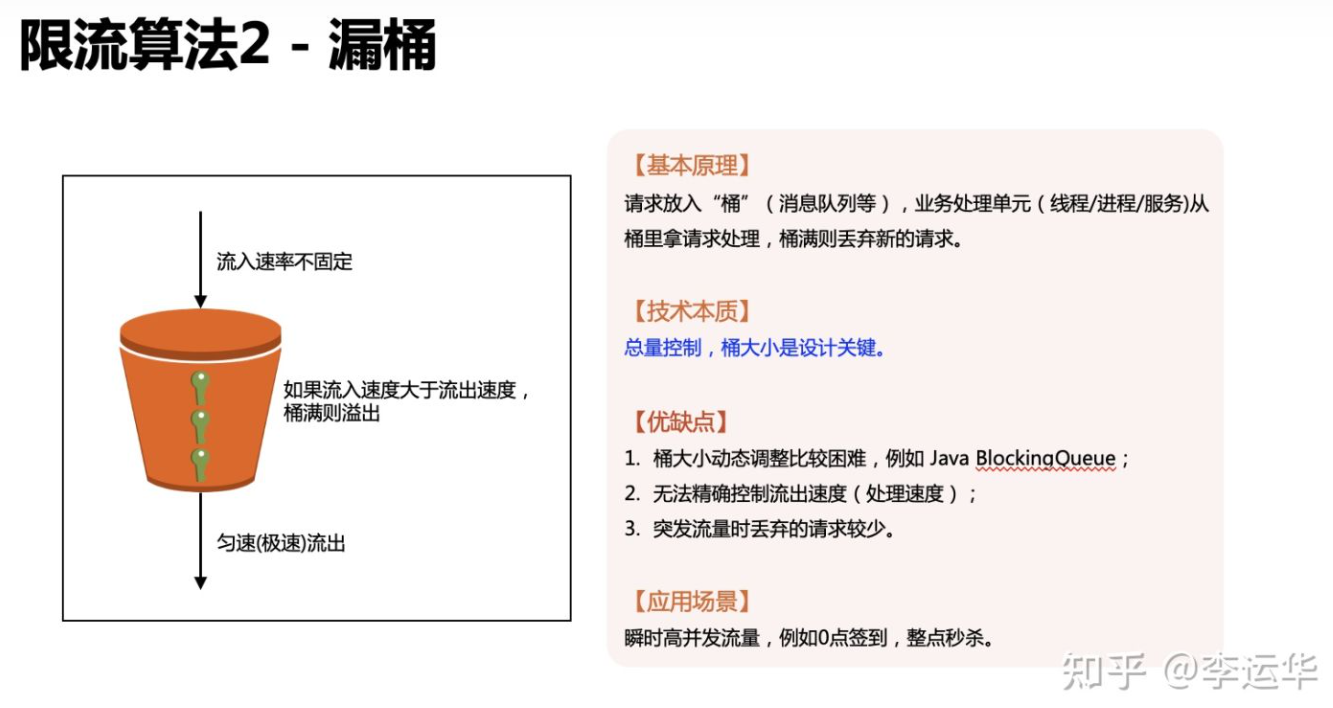 限流算法2 - 漏桶
流入速率不固定
如果流入速度大于流出速度，
桶满则溢出
匀速(极速)流出
【基本原理】
请求放入“桶”（消息队列等），业务处理单元（线程/进程/服务)从
桶里拿请求处理，桶满则丢弃新的请求。
【技术本质】
总量控制，桶大小是设计关键。
【优缺点】
1. 桶大小动态调整比较困难，例如 Java BlockingQueue；
2. 无法精确控制流出速度（处理速度）；
3. 突发流量时丢弃的请求较少。
【应用场景】
瞬时高并发流量，例如0点签到，整点秒杀。
知乎 @李运华